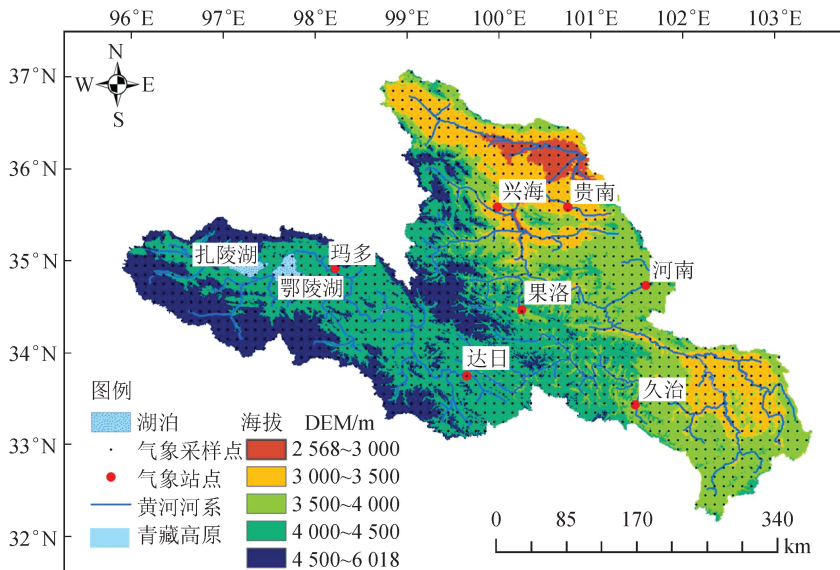 96°E 97°E 98°E 99°E 100°E 101°E 102°E 103°E
N
W E
S
37°N
36°N
35°N
34°N
33°N
32°N
兴海
贵南
扎陵湖
玛多
鄂陵湖
河南
果洛
达日
久治
图例
湖泊
气象采样点
气象站点
黄河河系
青藏高原
海拔 DEM/m
2 568~3 000
3 000~3 500
3 500~4 000
4 000~4 500
4 500~6 018
0 85 170 340
km